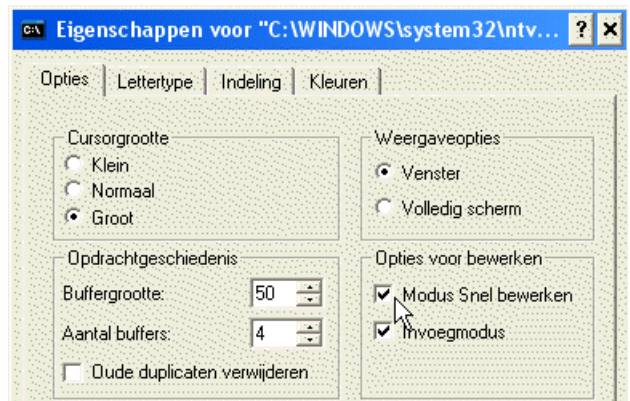 Eigenschappen voor "C:\WINDOWS\system32\ntv...
Opties Lettertype Indeling Kleuren
Cursorgrootte
Klein
Normaal
Groot
Weergaveopties
Venster
Volledig scherm
Opdrachtgeschiedenis
Buffergrootte: 50
Aantal buffers: 4
Oude duplicaten verwijderen
Opties voor bewerken
Modus Snel bewerken
Invoegmodus